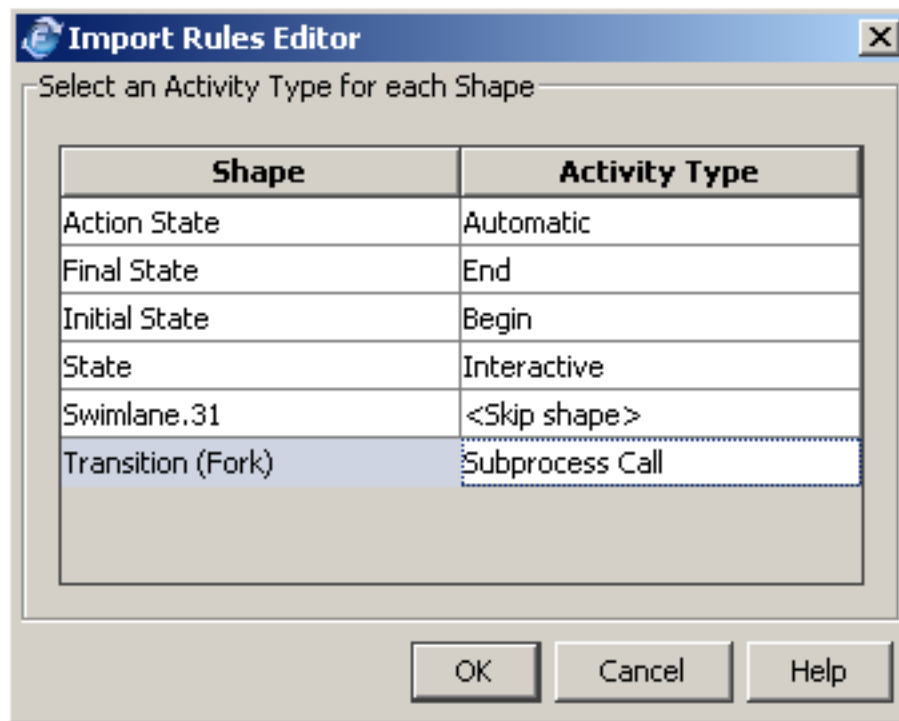 Import Rules Editor
Select an Activity Type for each Shape
Shape Activity Type
Action State Automatic
Final State End
Initial State Begin
State Interactive
Swimlane.31 <Skip shape>
Transition (Fork) Subprocess Call
OK Cancel Help